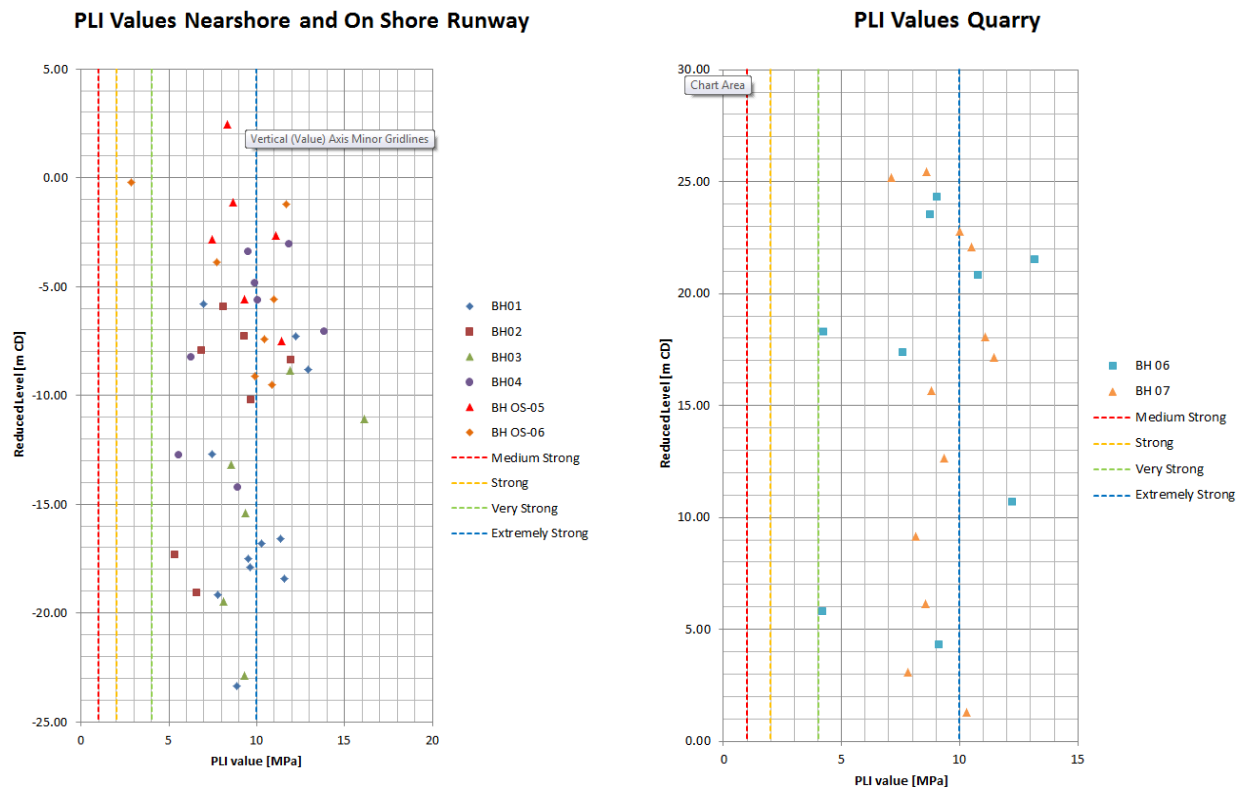 PLI Values Nearshore and On Shore Runway
5.00
0.00
-5.00
-10.00
-15.00
-20.00
-25.00
0
5
10
15
20
Reduced Level [m CD]
PLI value [MPa]
Vertical (Value) Axis Minor Gridlines
BH01
BH02
BH03
BH04
BH OS-05
BH OS-06
Medium Strong
Strong
Very Strong
Extremely Strong
PLI Values Quarry
30.00
25.00
20.00
15.00
10.00
5.00
0.00
0
5
10
15
Reduced Level [m CD]
PLI value [MPa]
Chart Area
BH 06
BH 07
Medium Strong
Strong
Very Strong
Extremely Strong